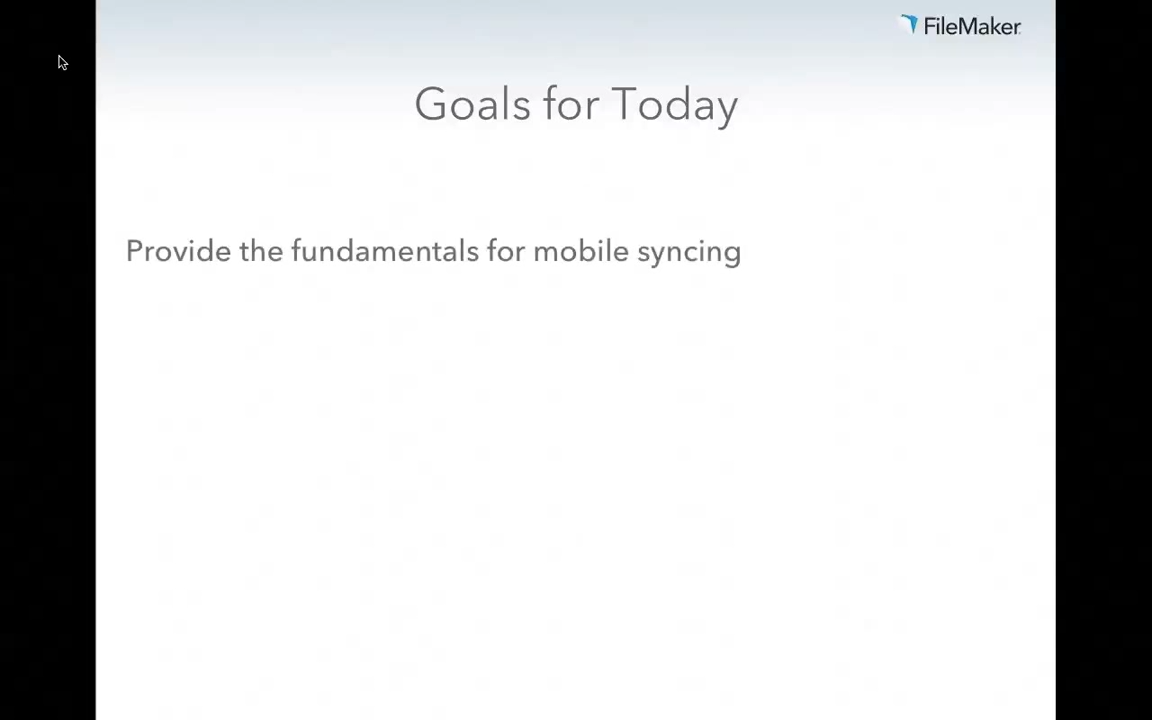 FileMaker
Goals for Today
Provide the fundamentals for mobile syncing